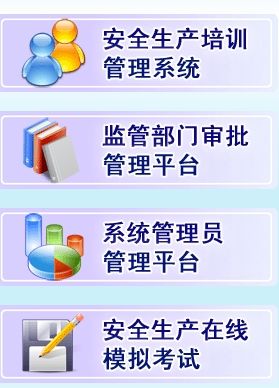 安全生产培训
管理系统
监管部门审批
管理平台
系统管理员
管理平台
安全生产在线
模拟考试